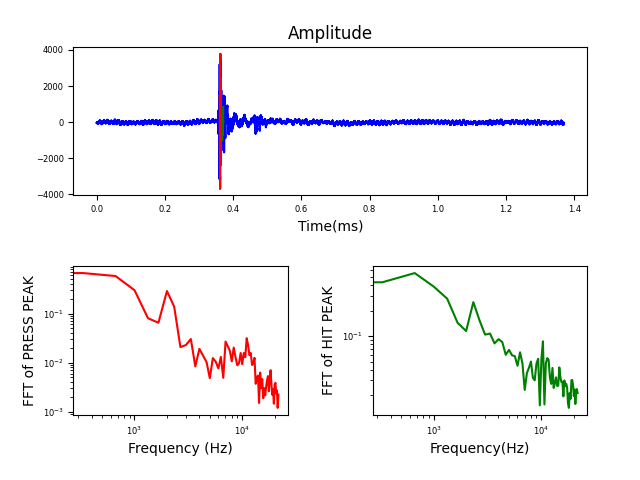 Amplitude
4000
2000
0
−2000
−4000
0.0 0.2 0.4 0.6 0.8 1.0 1.2 1.4
Time(ms)
FFT of PRESS PEAK
10⁻¹
10⁻²
10⁻³
10³ 10⁴
Frequency (Hz)
FFT of HIT PEAK
10⁻¹
10³ 10⁴
Frequency(Hz)